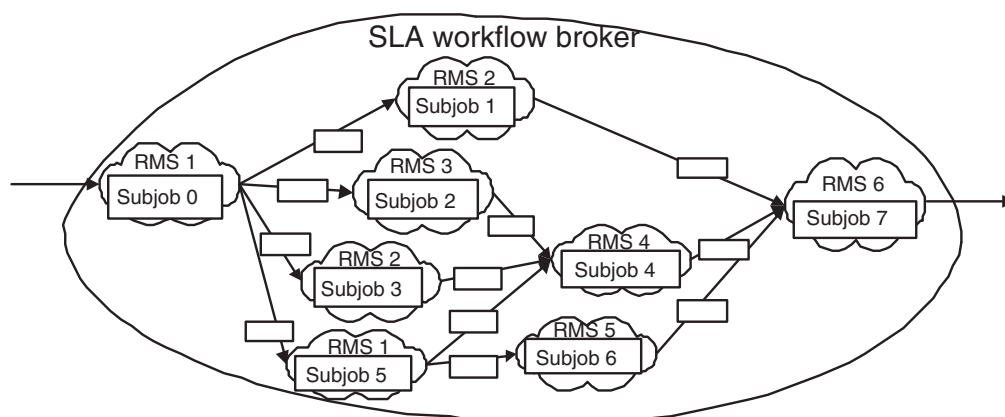 SLA workflow broker
RMS 2
Subjob 1
RMS 1
Subjob 0
RMS 3
Subjob 2
RMS 6
Subjob 7
RMS 2
Subjob 3
RMS 4
Subjob 4
RMS 1
Subjob 5
RMS 5
Subjob 6